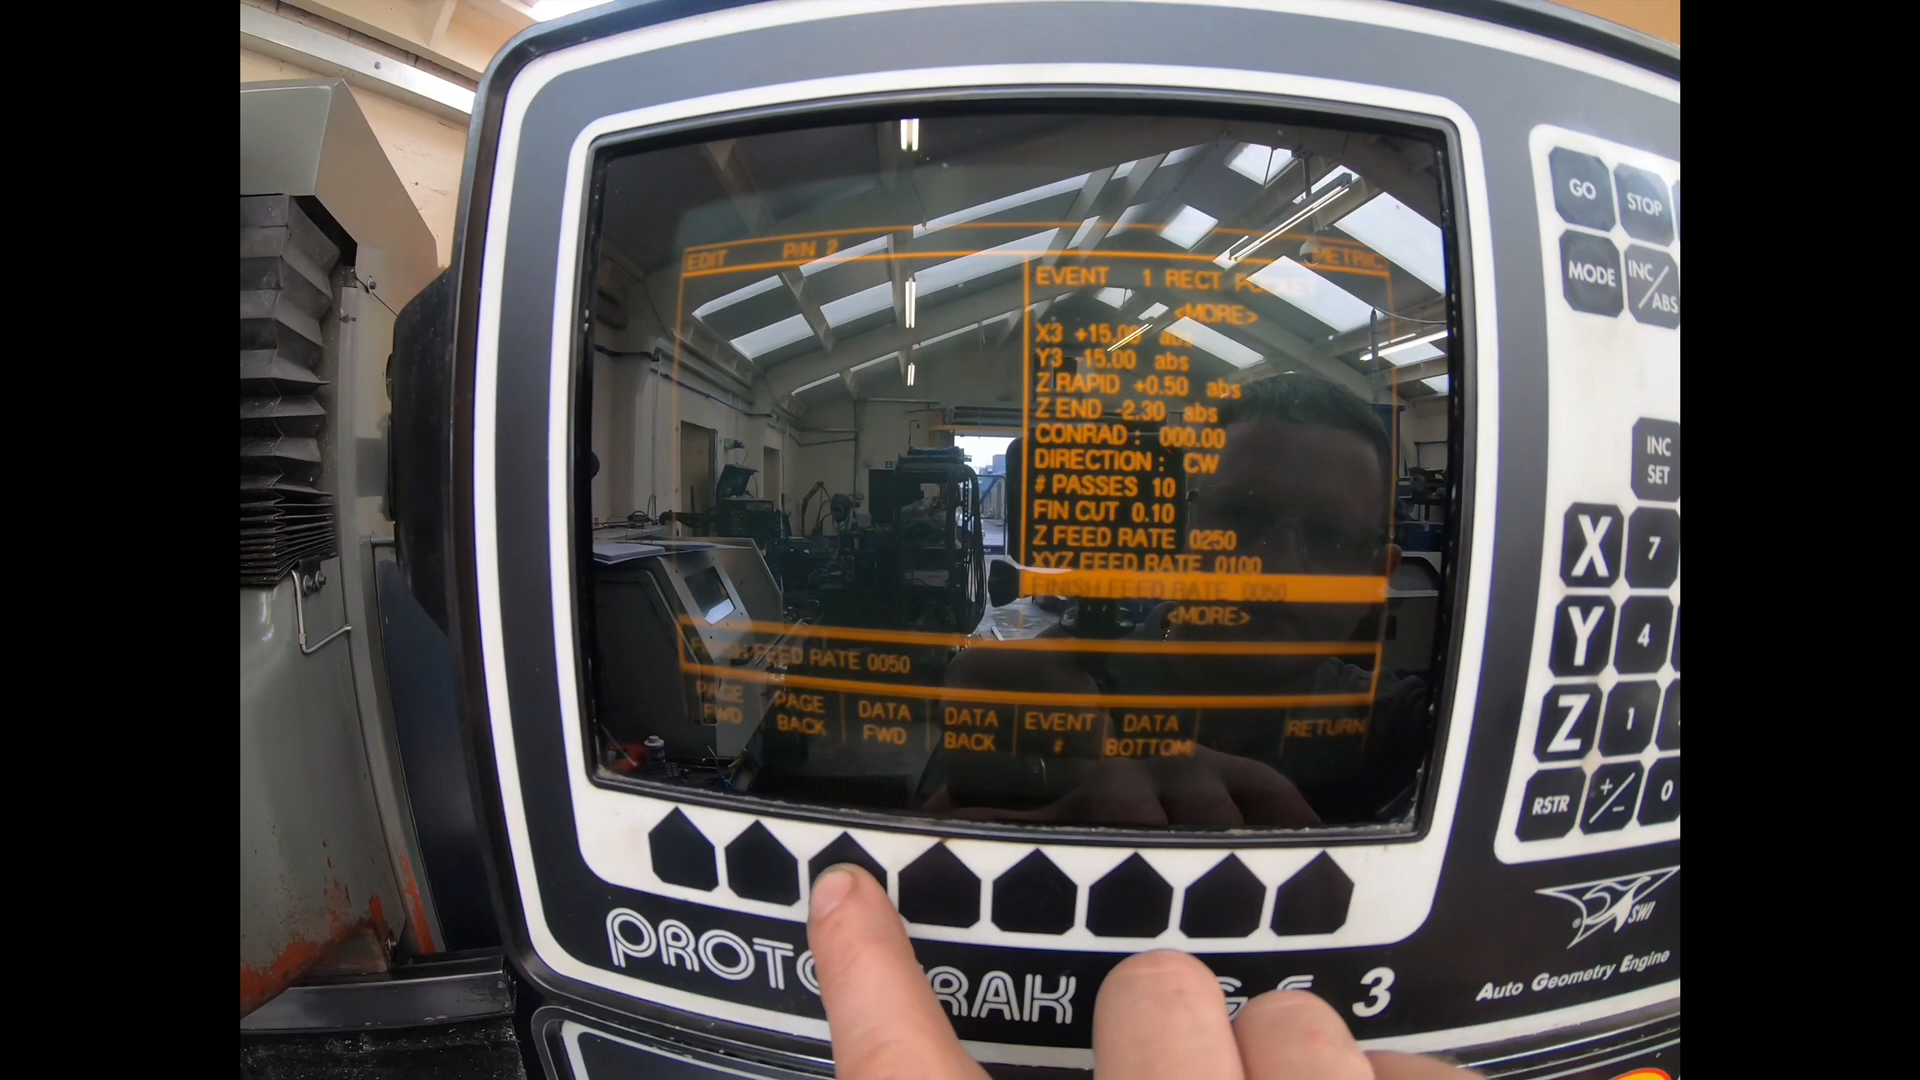 EDIT P/N 2 METRIC
EVENT 1 RECT
<MORE>
X3 +15.00 abs
Y3 -15.00 abs
Z RAPID +0.50 abs
Z END -2.30 abs
CONRAD : 000.00
DIRECTION : CW
# PASSES 10
FIN CUT 0.10
Z FEED RATE 0250
XYZ FEED RATE 0100
FINISH FEED RATE 0050
<MORE>
FINISH FEED RATE 0050
PAGE FWD
PAGE BACK
DATA FWD
DATA BACK
EVENT #
DATA BOTTOM
RETURN
GO STOP
MODE INC/ABS
INC SET
X 7
Y 4
Z 1
RSTR +/- 0
PROTO RAK 3
SWI
®
Auto Geometry Engine